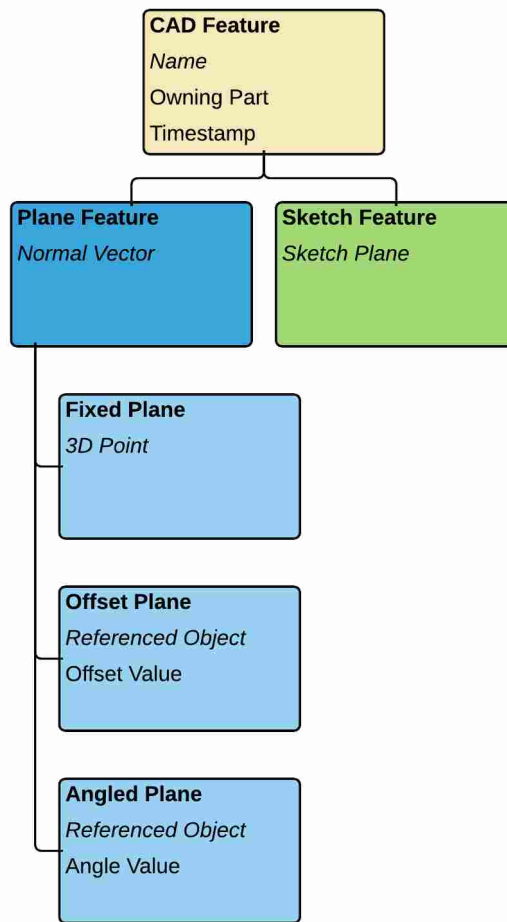 CAD Feature
Name
Owning Part
Timestamp
Plane Feature
Normal Vector
Sketch Feature
Sketch Plane
Fixed Plane
3D Point
Offset Plane
Referenced Object
Offset Value
Angled Plane
Referenced Object
Angle Value